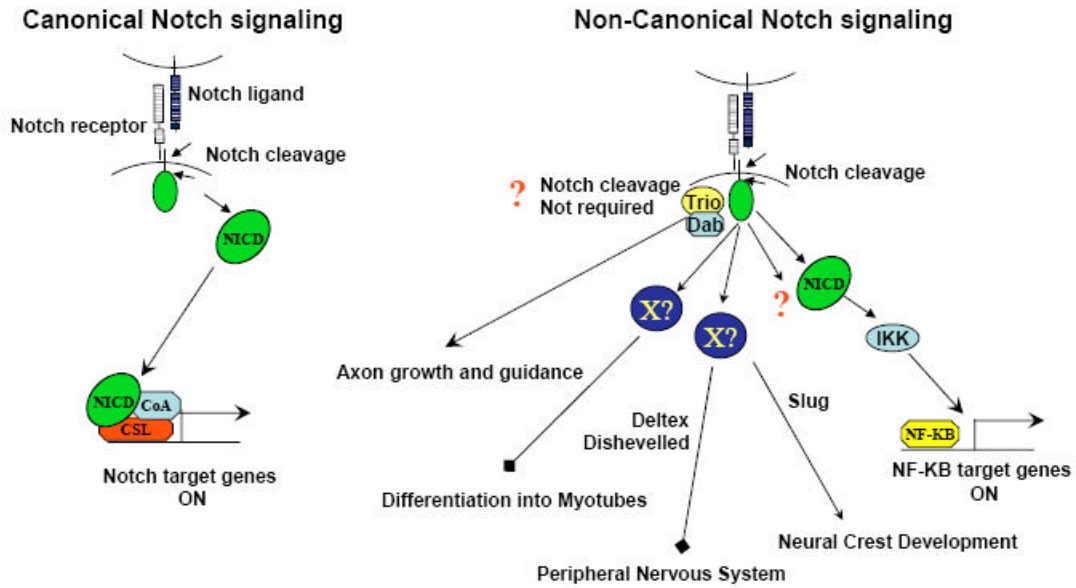 Canonical Notch signaling
Notch ligand
Notch receptor
Notch cleavage
NICD
NICD
CoA
CSL
Notch target genes
ON
Non-Canonical Notch signaling
Notch cleavage
? Notch cleavage
Not required
Trio
Dab
X?
X?
?
NICD
IKK
Axon growth and guidance
Deltex
Dishevelled
Slug
NF-KB
NF-KB target genes
ON
Differentiation into Myotubes
Neural Crest Development
Peripheral Nervous System